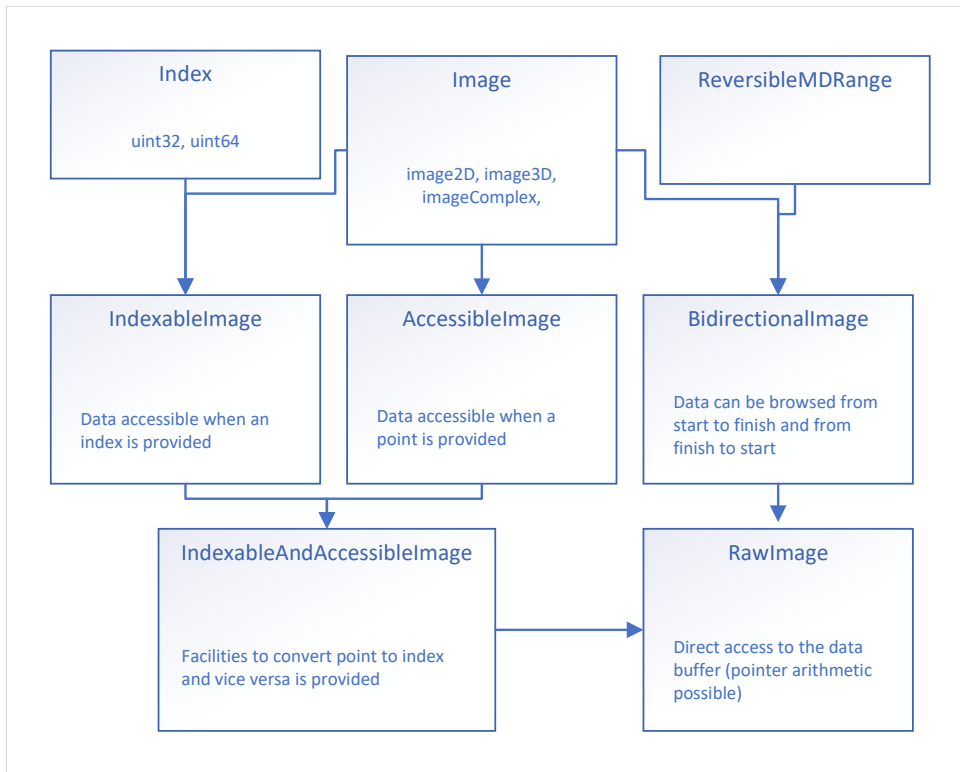 Index
uint32, uint64
Image
image2D, image3D,
imageComplex,
ReversibleMDRange
IndexableImage
Data accessible when an
index is provided
AccessibleImage
Data accessible when a
point is provided
BidirectionalImage
Data can be browsed from
start to finish and from
finish to start
IndexableAndAccessibleImage
Facilities to convert point to index
and vice versa is provided
RawImage
Direct access to the data
buffer (pointer arithmetic
possible)